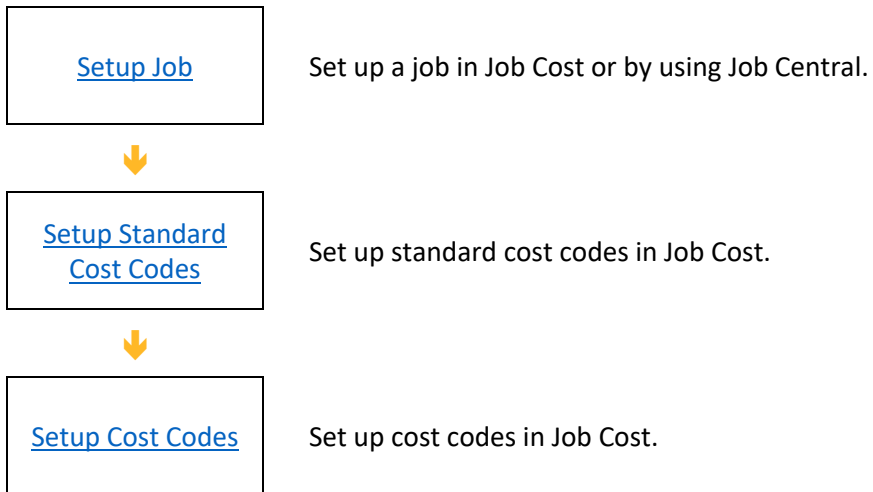 Setup Job
Set up a job in Job Cost or by using Job Central.
Setup Standard
Cost Codes
Set up standard cost codes in Job Cost.
Setup Cost Codes
Set up cost codes in Job Cost.